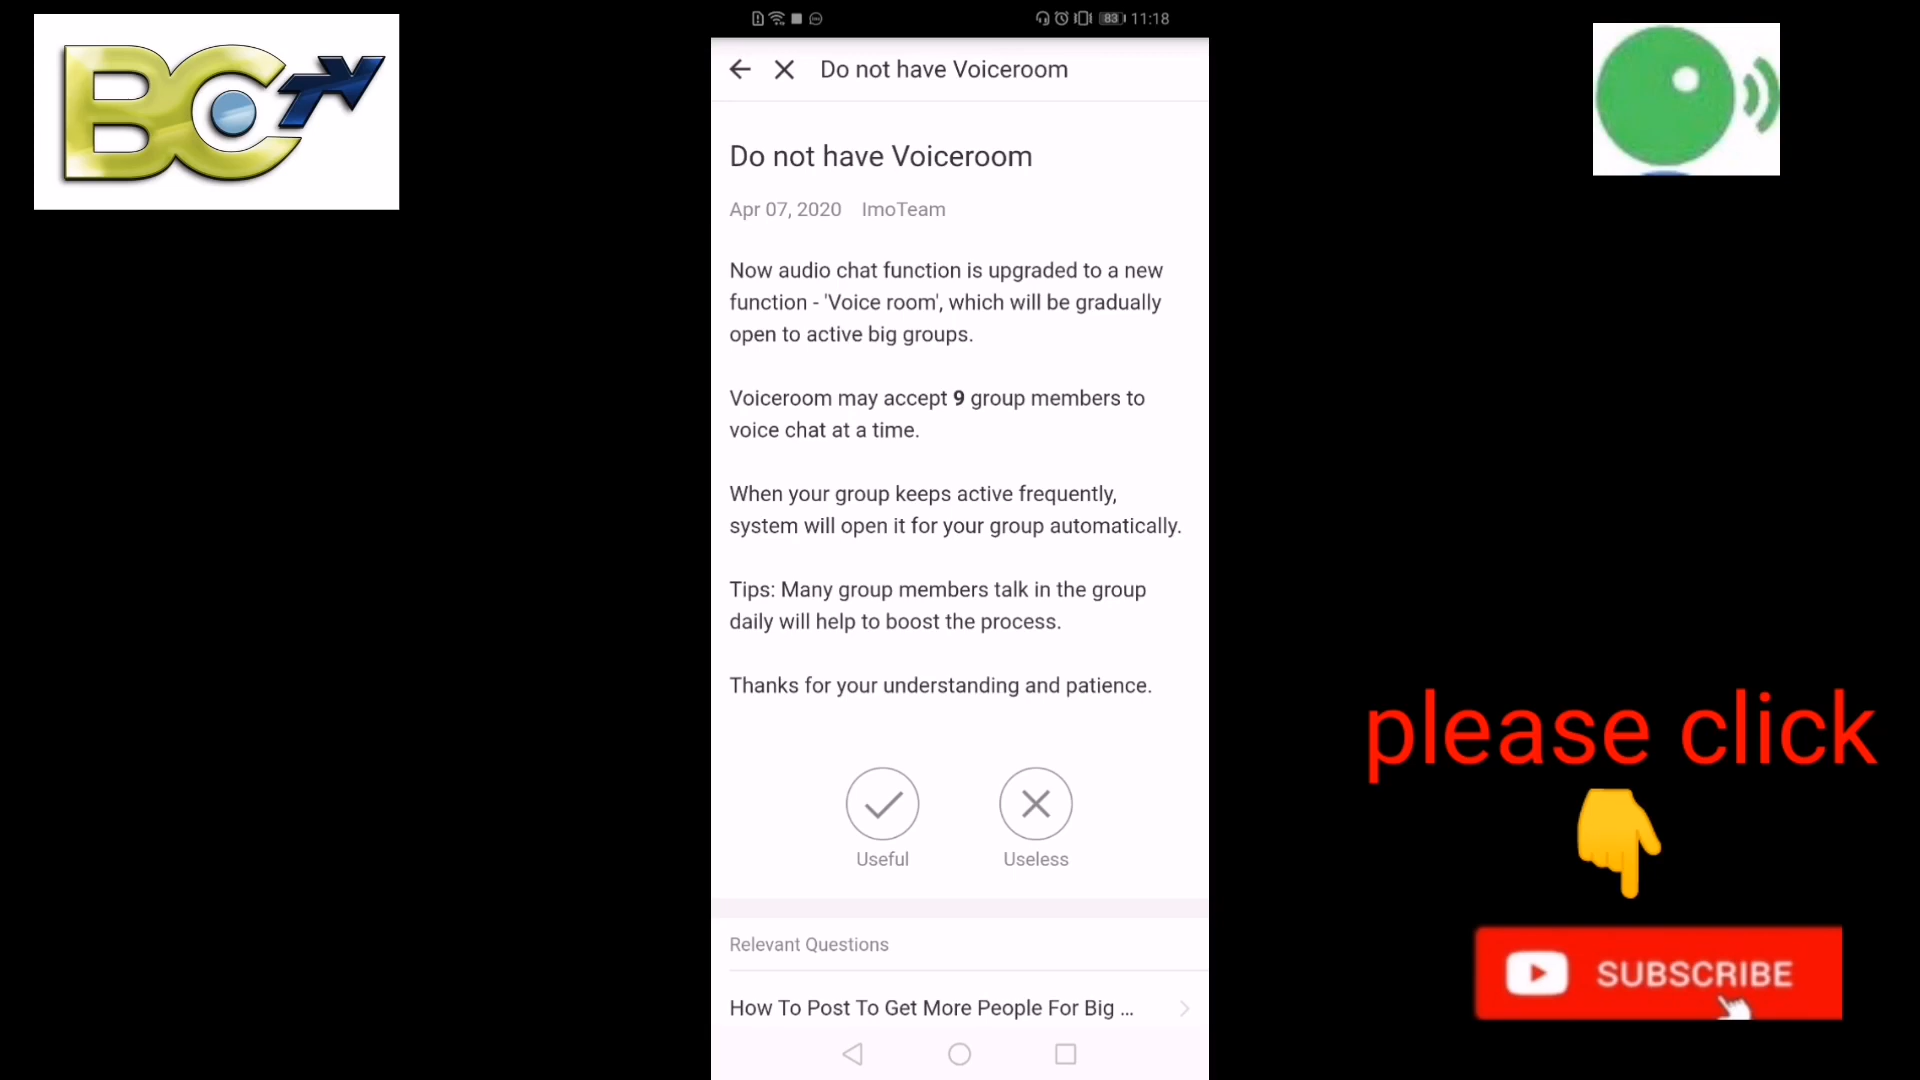 BC TV
83 11:18
Do not have Voiceroom
Do not have Voiceroom
Apr 07, 2020 ImoTeam
Now audio chat function is upgraded to a new
function - 'Voice room', which will be gradually
open to active big groups.
Voiceroom may accept 9 group members to
voice chat at a time.
When your group keeps active frequently,
system will open it for your group automatically.
Tips: Many group members talk in the group
daily will help to boost the process.
Thanks for your understanding and patience.
Useful
Useless
Relevant Questions
How To Post To Get More People For Big ...
please click
SUBSCRIBE